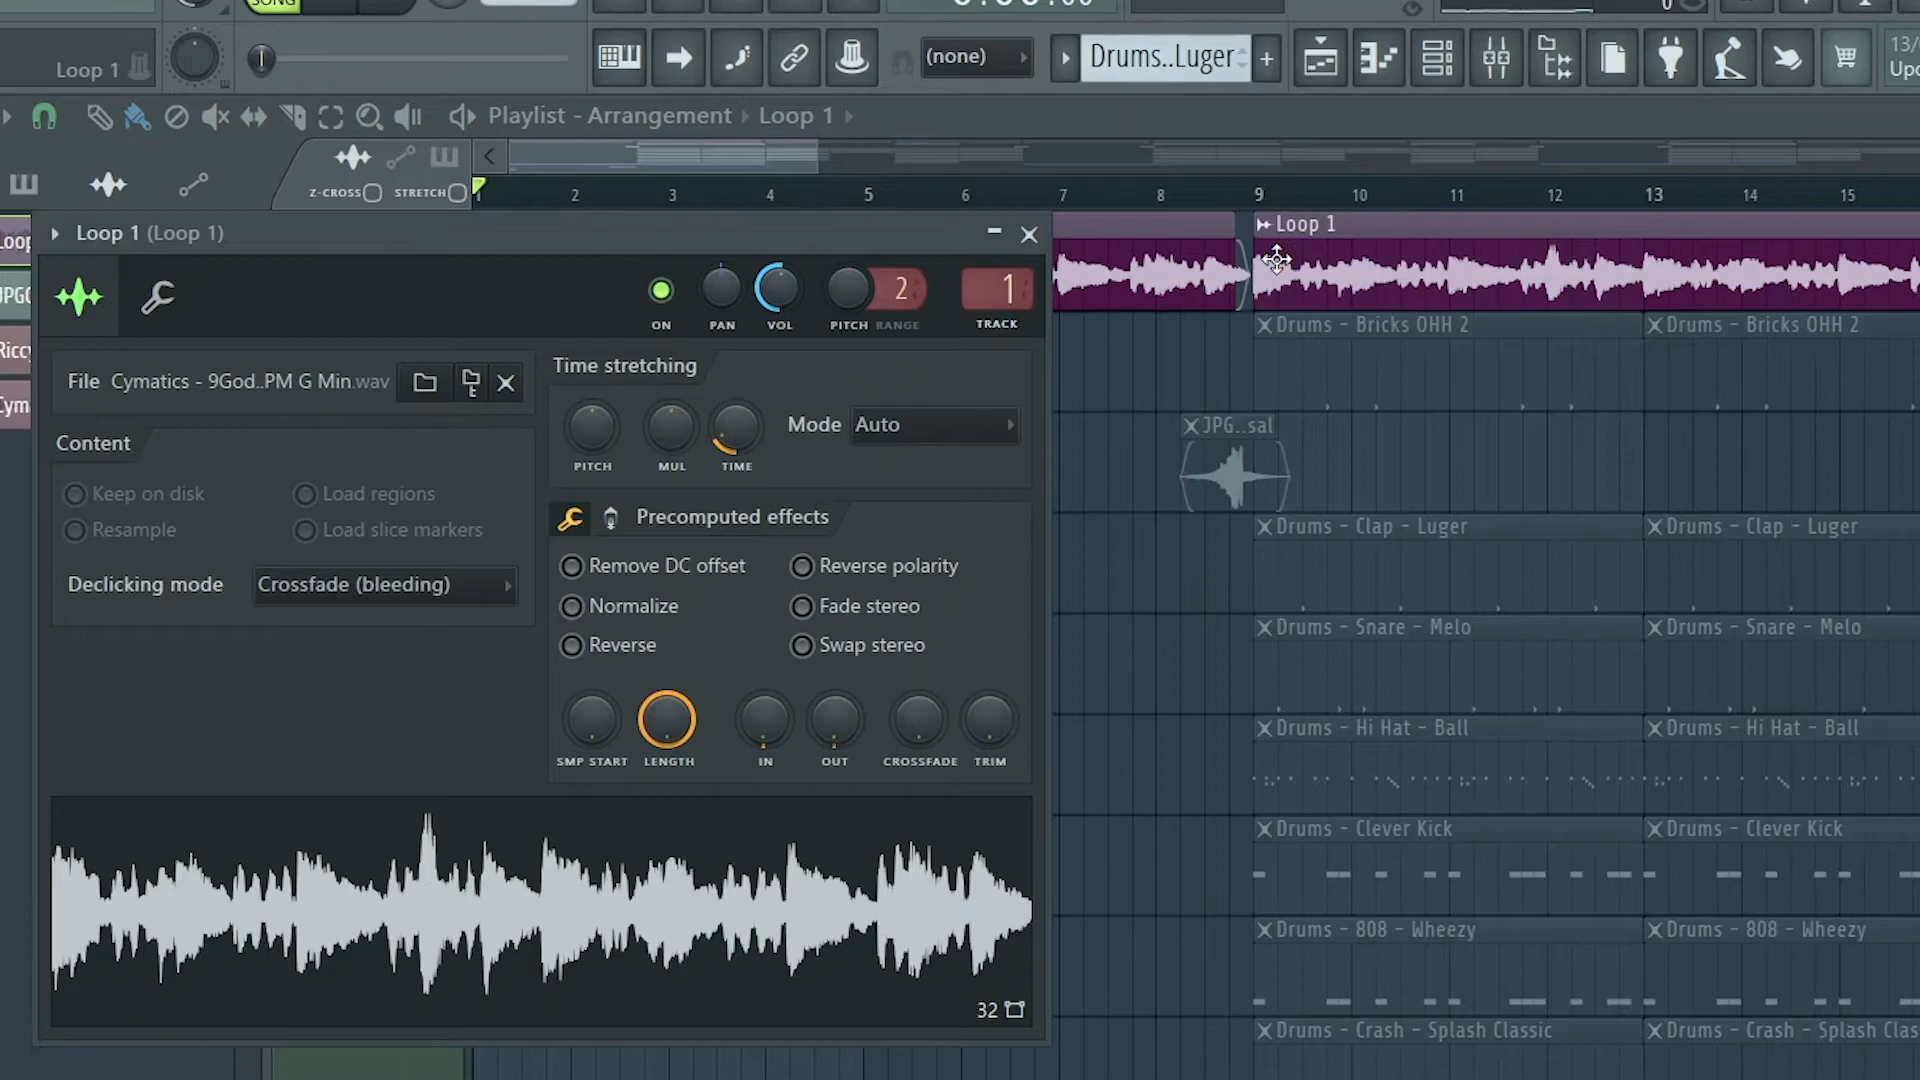 SONG
0
Loop 1
(none)
Drums..Luger
+
13/
Upc
Playlist - Arrangement
Loop 1
Z-CROSS
STRETCH
1
2
3
4
5
6
7
8
9
10
11
12
13
14
15
Loop 1 (Loop 1)
Loop 1
2
1
ON
PAN
VOL
PITCH RANGE
TRACK
Loop
JPGC
Riccy
Cym
File Cymatics - 9God..PM G Min.wav
Time stretching
Mode Auto
PITCH
MUL
TIME
Content
Keep on disk
Load regions
Resample
Load slice markers
Declicking mode
Crossfade (bleeding)
Precomputed effects
Remove DC offset
Reverse polarity
Normalize
Fade stereo
Reverse
Swap stereo
SMP START
LENGTH
IN
OUT
CROSSFADE
TRIM
32
Drums - Bricks OHH 2
Drums - Bricks OHH 2
JPG..sal
Drums - Clap - Luger
Drums - Clap - Luger
Drums - Snare - Melo
Drums - Snare - Melo
Drums - Hi Hat - Ball
Drums - Hi Hat - Ball
Drums - Clever Kick
Drums - Clever Kick
Drums - 808 - Wheezy
Drums - 808 - Wheezy
Drums - Crash - Splash Classic
Drums - Crash - Splash Clas